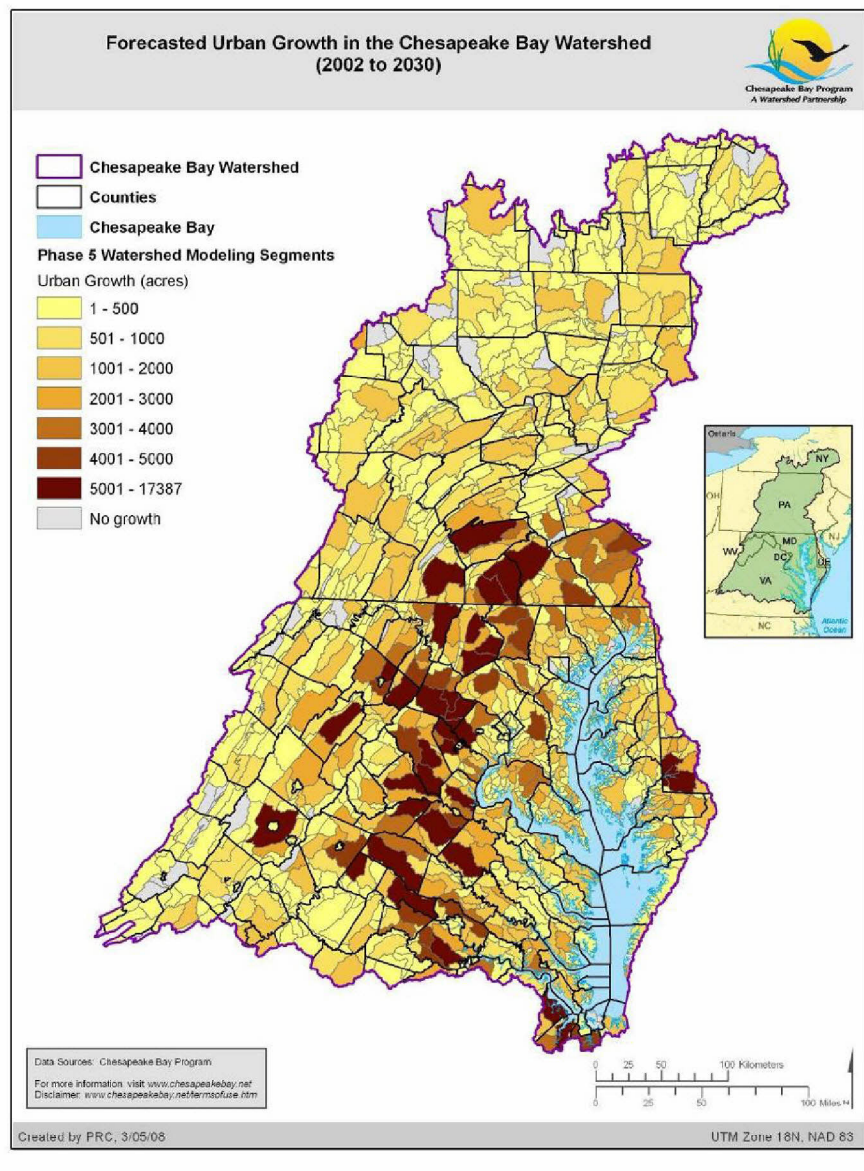 Forecasted Urban Growth in the Chesapeake Bay Watershed
(2002 to 2030)
Chesapeake Bay Program
A Watershed Partnership
Chesapeake Bay Watershed
Counties
Chesapeake Bay
Phase 5 Watershed Modeling Segments
Urban Growth (acres)
1 - 500
501 - 1000
1001 - 2000
2001 - 3000
3001 - 4000
4001 - 5000
5001 - 17387
No growth
Ontario
NY
PA
OH
NJ
MD
WV
DC
DE
VA
NC
Atlantic
Ocean
Data Sources: Chesapeake Bay Program
For more information, visit www.chesapeakebay.net
Disclaimer: www.chesapeakebay.net/termsofuse.htm
0 25 50 100 Kilometers
0 25 50 100 Miles
Created by PRC, 3/05/08
UTM Zone 18N, NAD 83